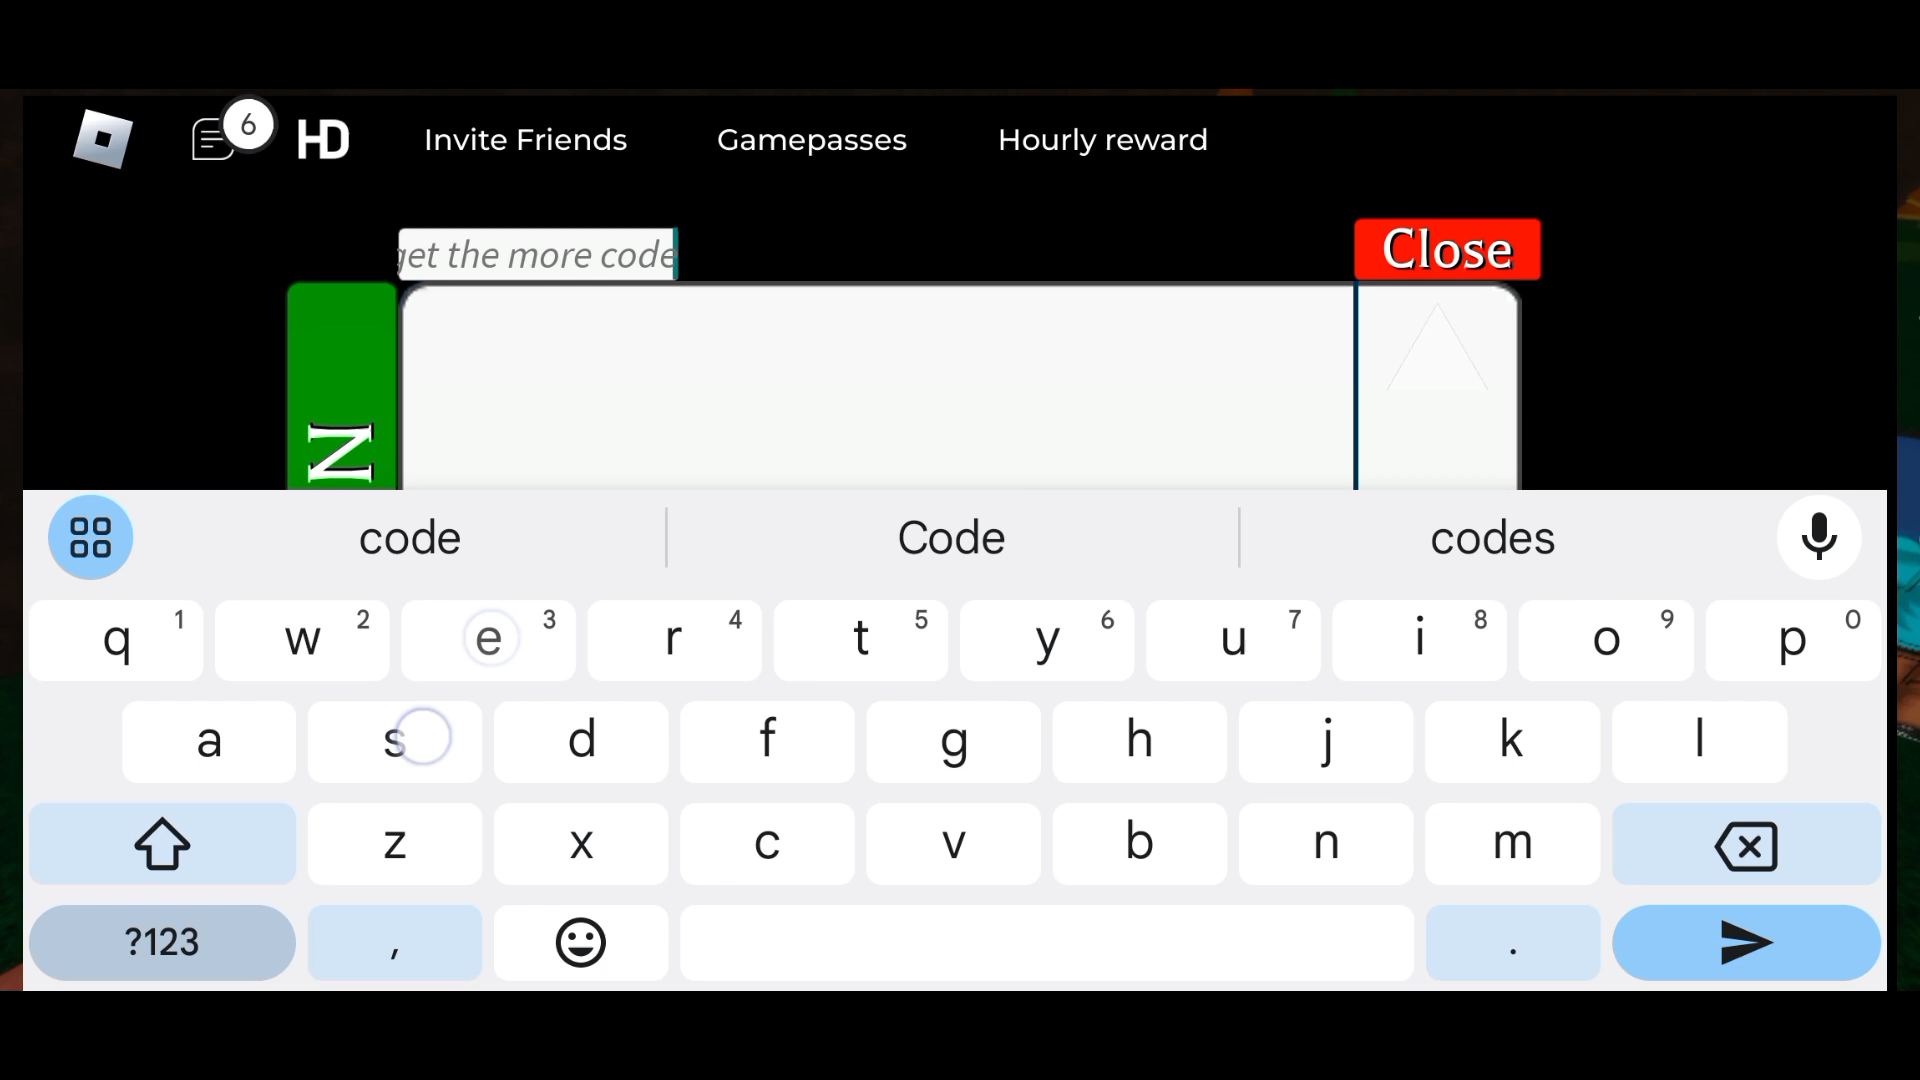 6 HD Invite Friends Gamepasses Hourly reward
get the more code
Close
N
code Code codes
q 1 w 2 e 3 r 4 t 5 y 6 u 7 i 8 o 9 p 0
a s d f g h j k l
z x c v b n m
?123 , .